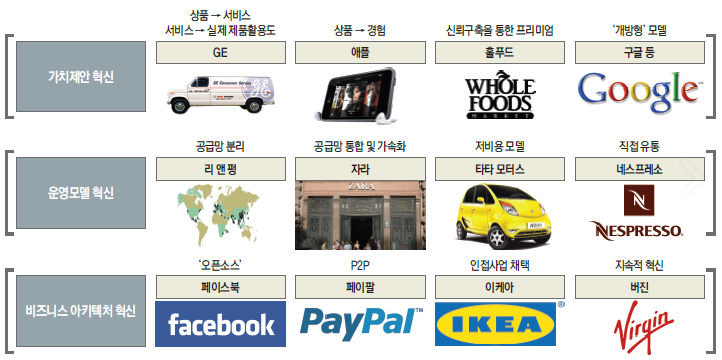 상품 → 서비스
서비스 → 실제 제품활용도
상품 → 경험
신뢰구축을 통한 프리미엄
‘개방형’ 모델
가치제안 혁신
GE
애플
홀푸드
구글 등
GE Consumer Service
GE
WHOLE
FOODS
MARKET
Google™
공급망 분리
공급망 통합 및 가속화
저비용 모델
직접 유통
운영모델 혁신
리 앤 펑
자라
타타 모터스
네스프레소
ZARA
N
NESPRESSO®
‘오픈소스’
P2P
인접사업 채택
지속적 혁신
비즈니스 아키텍처 혁신
페이스북
페이팔
이케아
버진
facebook
PayPal™
IKEA®
Virgin